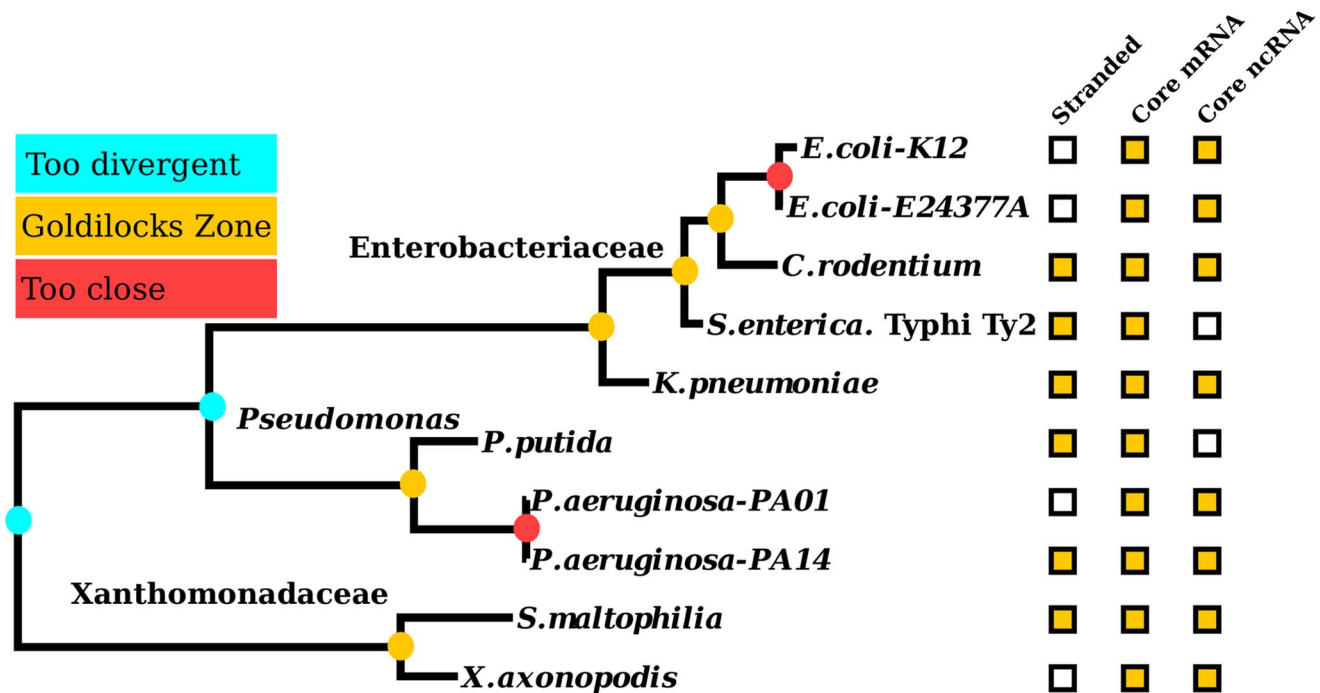 Stranded
Core mRNA
Core ncRNA
Too divergent
Goldilocks Zone
Too close
E.coli-K12
E.coli-E24377A
Enterobacteriaceae
C.rodentium
S.enterica. Typhi Ty2
K.pneumoniae
Pseudomonas
P.putida
P.aeruginosa-PA01
P.aeruginosa-PA14
Xanthomonadaceae
S.maltophilia
X.axonopodis